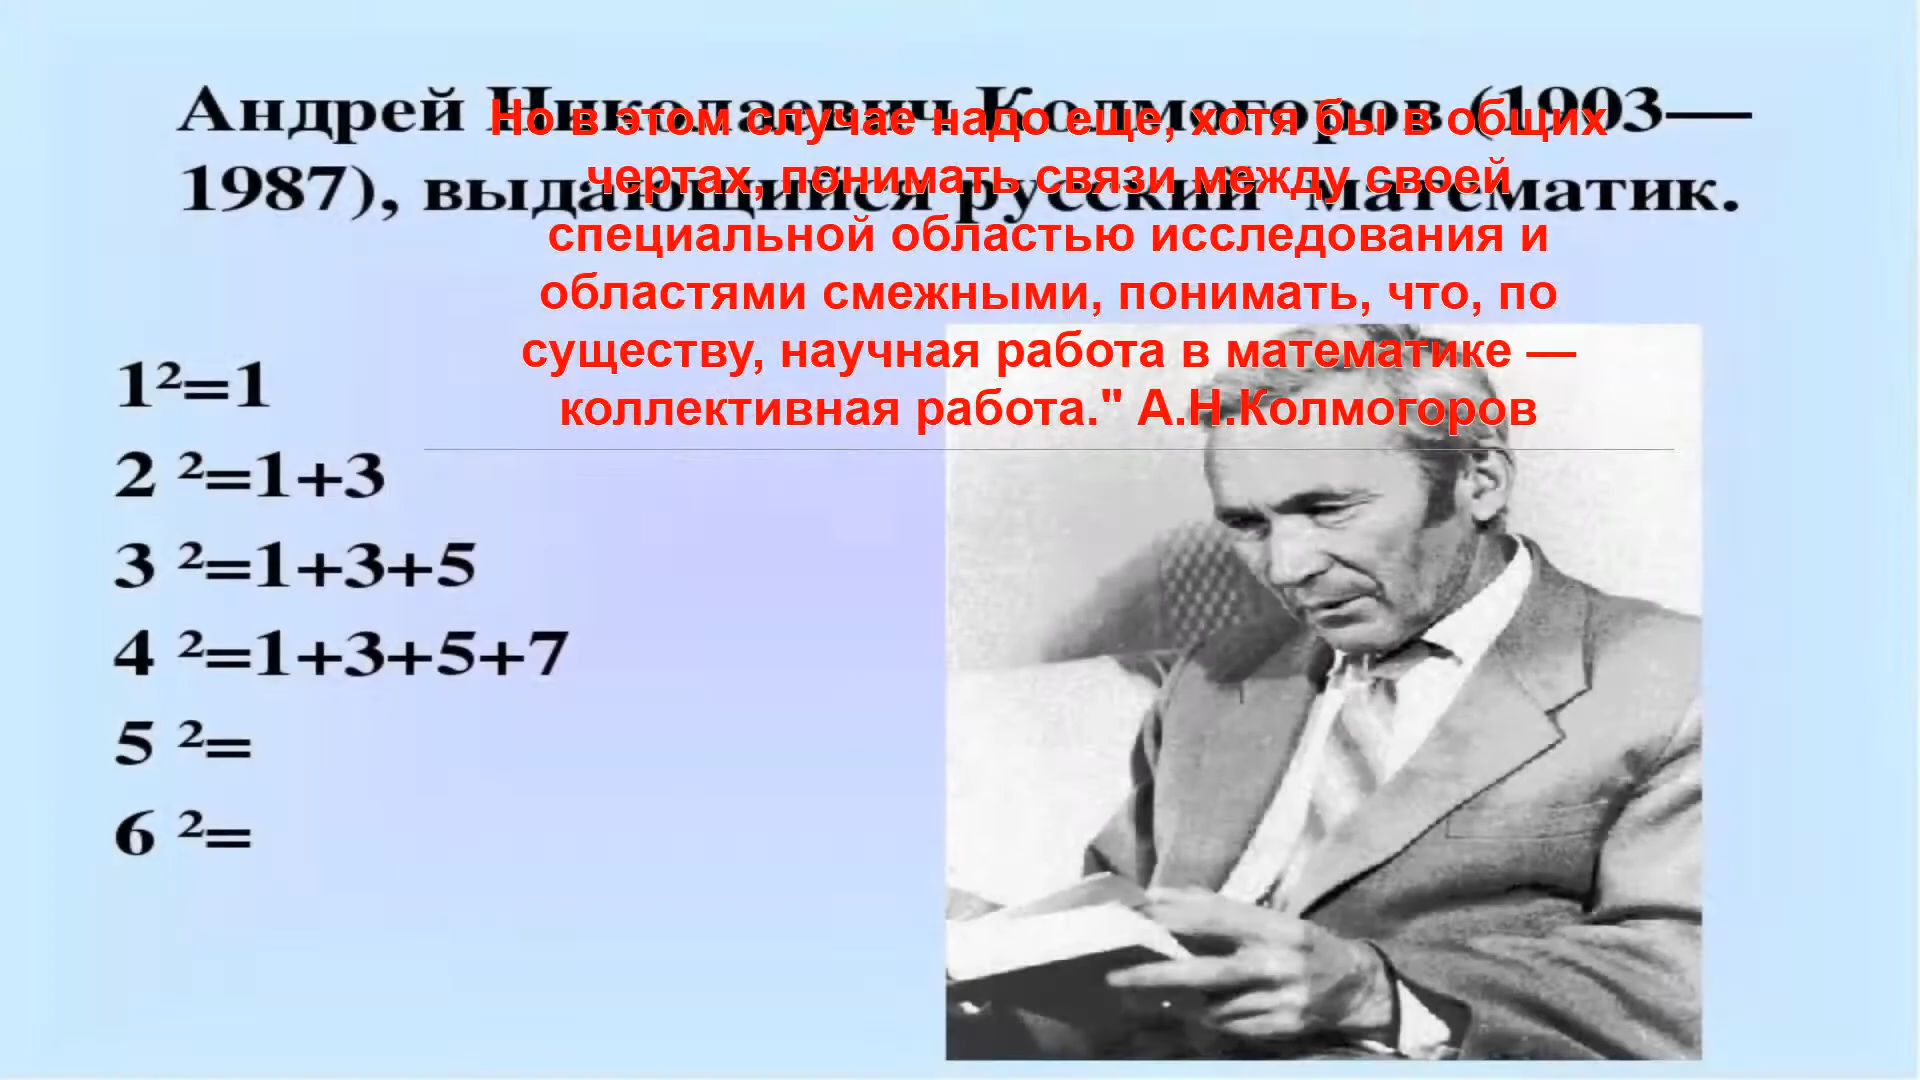 Андрей Николаевич Колмогоров (1903—
1987), выдающийся русский математик.
Но в этом случае надо еще, хотя бы в общих
чертах, понимать связи между своей
специальной областью исследования и
областями смежными, понимать, что, по
существу, научная работа в математике —
коллективная работа." А.Н.Колмогоров
1²=1
2 ²=1+3
3 ²=1+3+5
4 ²=1+3+5+7
5 ²=
6 ²=